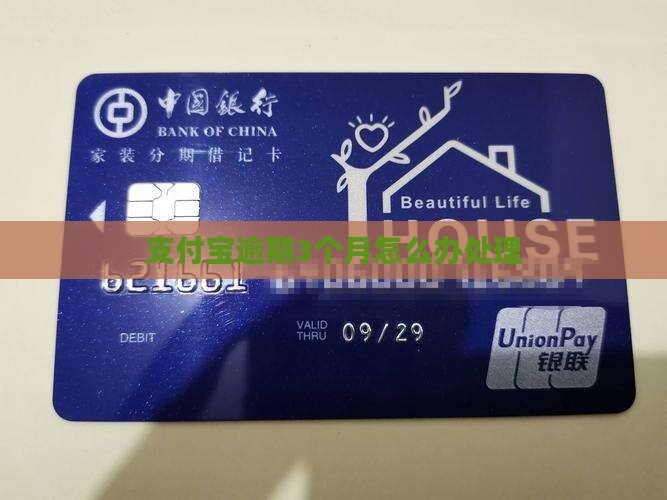 中国银行
BANK OF CHINA
家装分期借记卡
Beautiful Life
HOUSE
支付宝逾期3个月怎么办处理
621661
DEBIT
VALID
THRU
09/29
UnionPay
银联